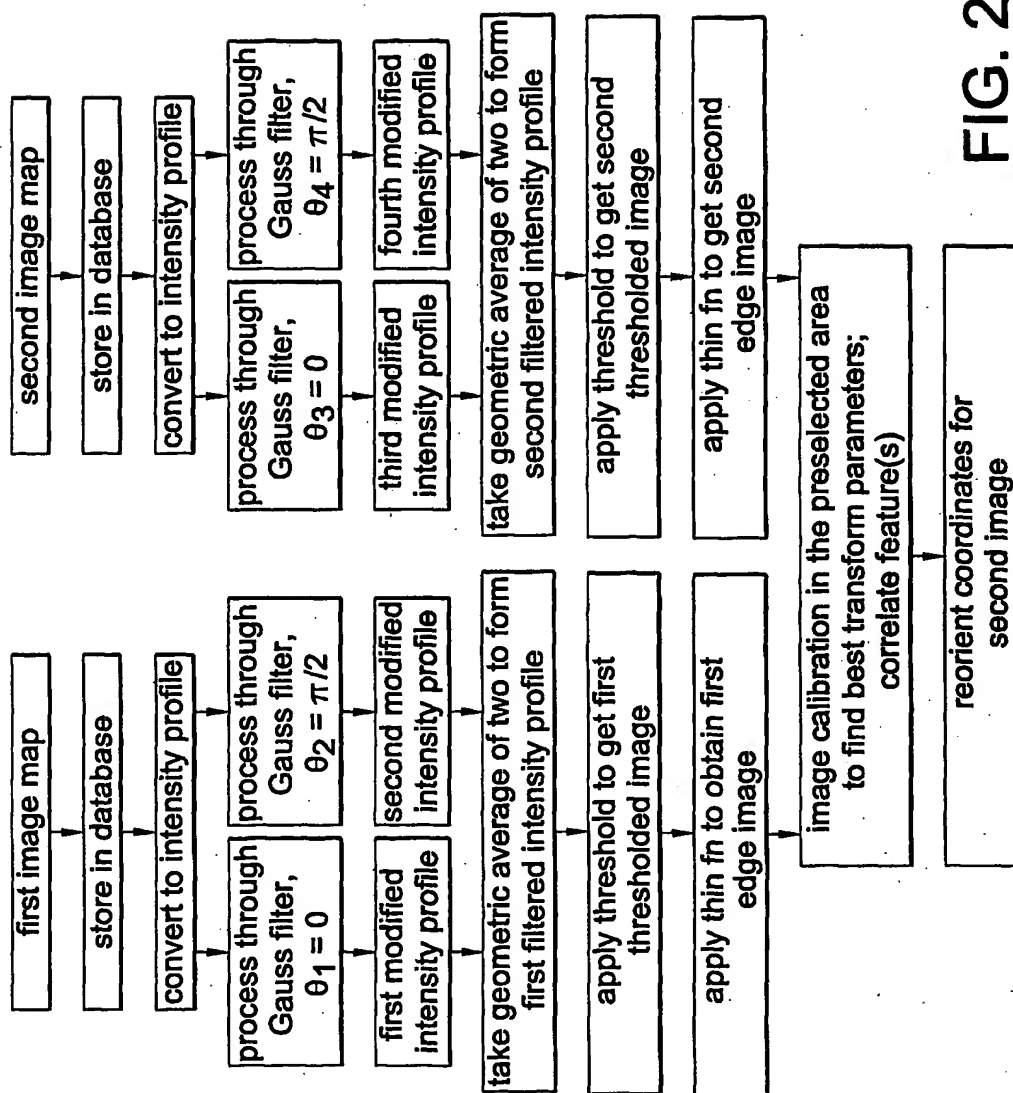 first image map
store in database
convert to intensity profile
process through
Gauss filter,
θ1 = 0
process through
Gauss filter,
θ2 = π/2
first modified
intensity profile
second modified
intensity profile
take geometric average of two to form
first filtered intensity profile
apply threshold to get first
thresholded image
apply thin fn to obtain first
edge image
second image map
store in database
convert to intensity profile
process through
Gauss filter,
θ3 = 0
process through
Gauss filter,
θ4 = π/2
third modified
intensity profile
fourth modified
intensity profile
take geometric average of two to form
second filtered intensity profile
apply threshold to get second
thresholded image
apply thin fn to get second
edge image
image calibration in the preselected area
to find best transform parameters;
correlate feature(s)
reorient coordinates for
second image
FIG. 2